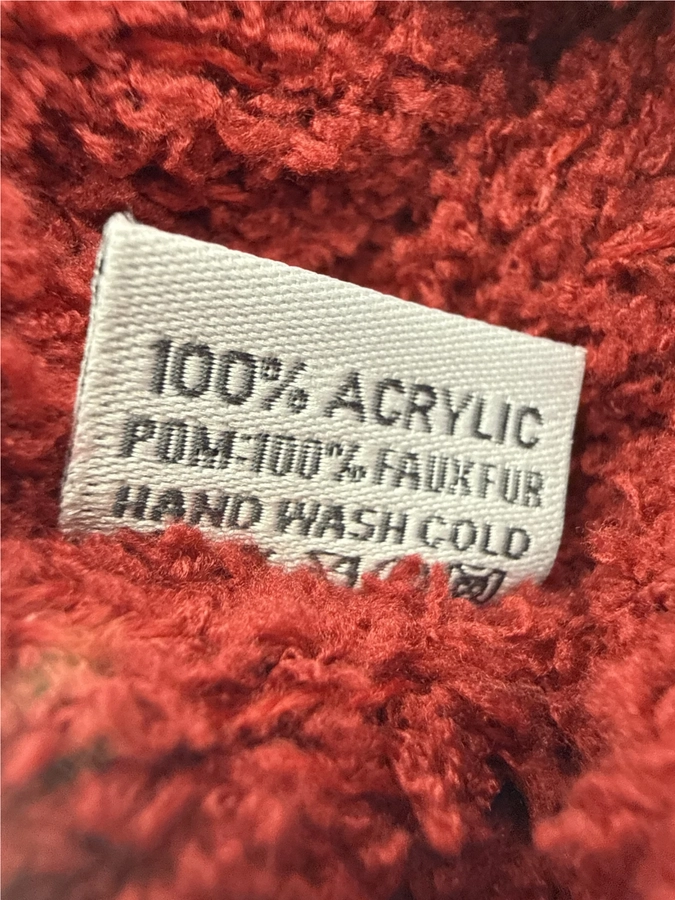 100% ACRYLIC
POM:100% FAUX FUR
HAND WASH COLD